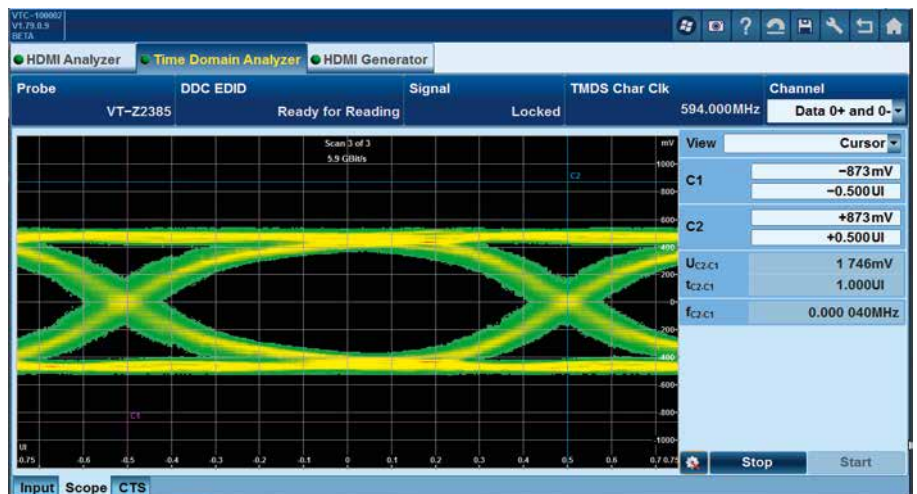 VTC-100002
V1.79.0.9
BETA
HDMI Analyzer
Time Domain Analyzer
HDMI Generator
Probe
VT-Z2385
DDC EDID
Ready for Reading
Signal
Locked
TMDS Char Clk
594.000MHz
Channel
Data 0+ and 0-
Scan 3 of 3
5.9 GBit/s
mV
1000
800
600
400
200
0
-200
-400
-600
-800
-1000
C2
C1
UI
-0.75 -0.6 -0.5 -0.4 -0.3 -0.2 -0.1 0 0.1 0.2 0.3 0.4 0.5 0.6 0.7 0.75
View
Cursor
C1
-873mV
-0.500UI
C2
+873mV
+0.500UI
UC2-C1
1 746mV
tC2-C1
1.000UI
fC2-C1
0.000 040MHz
Stop
Start
Input
Scope
CTS